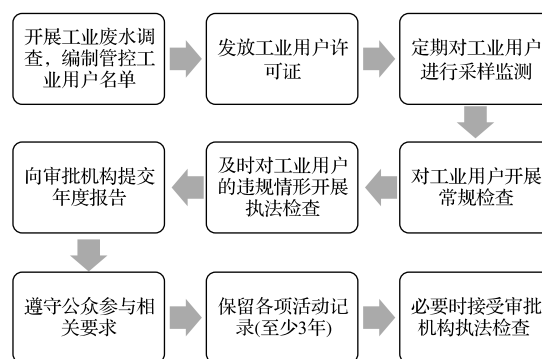 开展工业废水调
查，编制管控工
业用户名单
发放工业用户许
可证
定期对工业用户
进行采样监测
对工业用户开展
常规检查
及时对工业用户
的违规情形开展
执法检查
向审批机构提交
年度报告
遵守公众参与相
关要求
保留各项活动记
录(至少3年)
必要时接受审批
机构执法检查